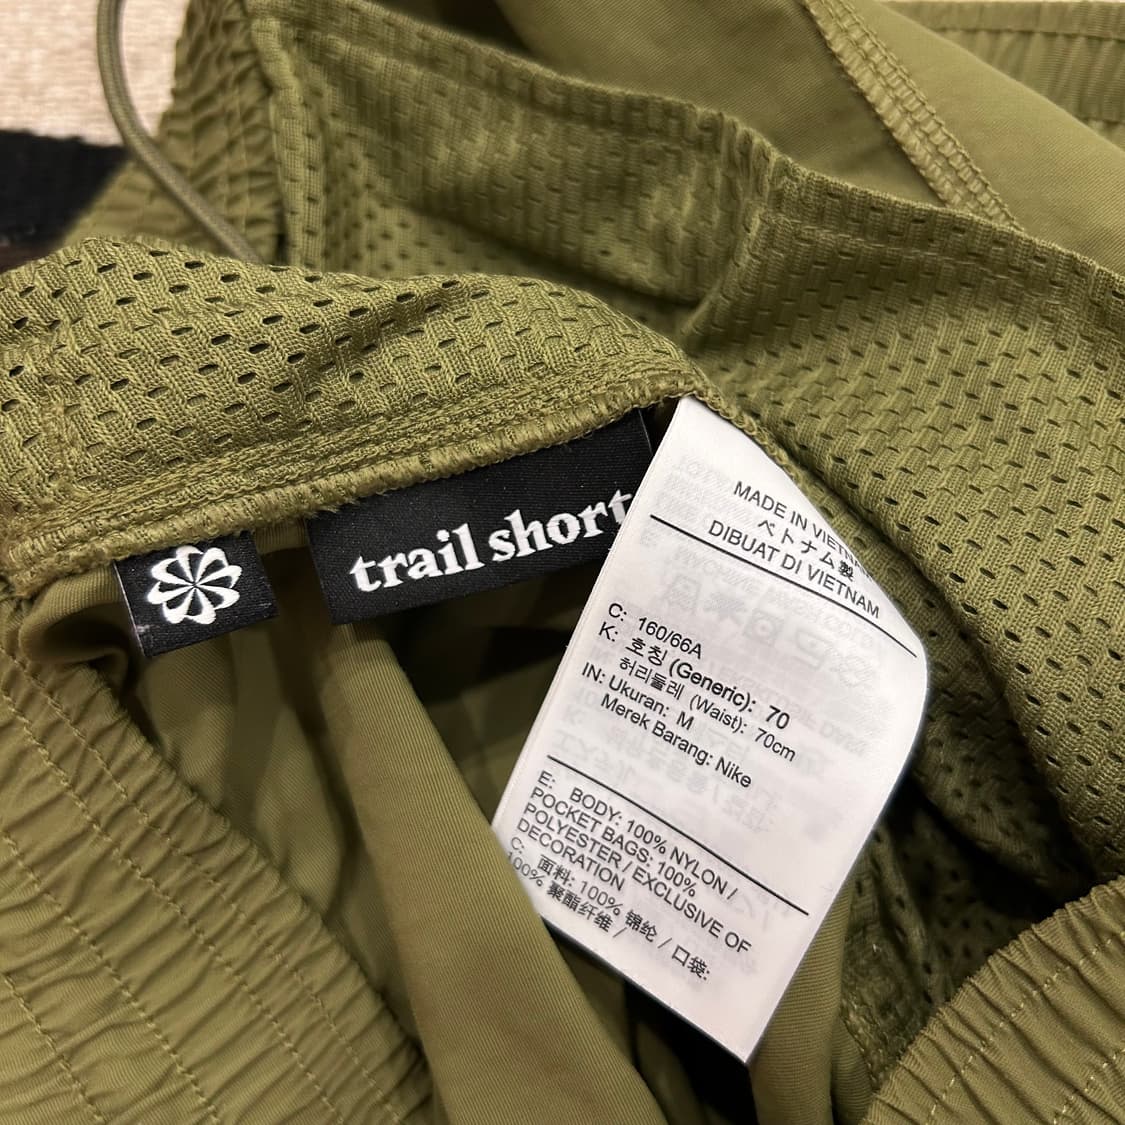 trail short
MADE IN VIETNA
ベトナム製
DIBUAT DI VIETNAM
C: 160/66A
K: 호칭 (Generic): 70
허리둘레 (Waist): 70cm
IN: Ukuran: M
Merek Barang: Nike
E: BODY: 100% NYLON /
POCKET BAGS: 100%
POLYESTER / EXCLUSIVE OF
DECORATION
C: 面料: 100% 锦纶 / 口袋:
100% 聚酯纤维 /